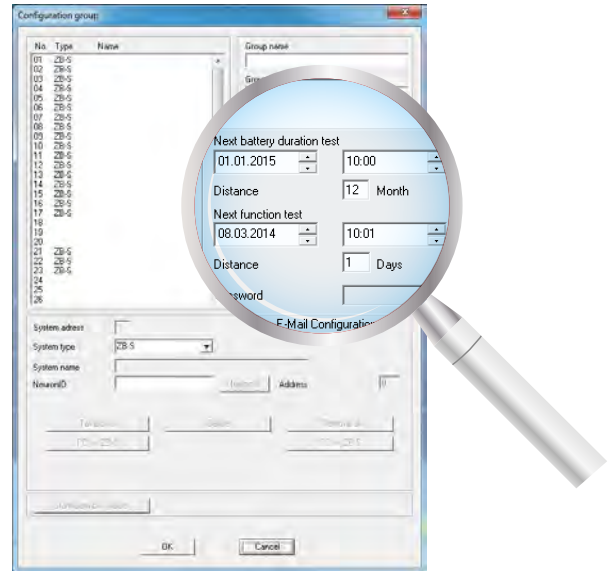 Configuration group
No. Type Name
01 ZB-S
02 ZB-S
03 ZB-S
04 ZB-S
05 ZB-S
06 ZB-S
07 ZB-S
08 ZB-S
09 ZB-S
10 ZB-S
11 ZB-S
12 ZB-S
13 ZB-S
14 ZB-S
15 ZB-S
16 ZB-S
17 ZB-S
18
19
20
21 ZB-S
22 ZB-S
23 ZB-S
24
25
26
Group name
Next battery duration test
01.01.2015 10:00
Distance 12 Month
Next function test
08.03.2014 10:01
Distance 1 Days
E-Mail Configuration
System adress
System type ZB-S
System name
NeuronID Address 0
OK Cancel